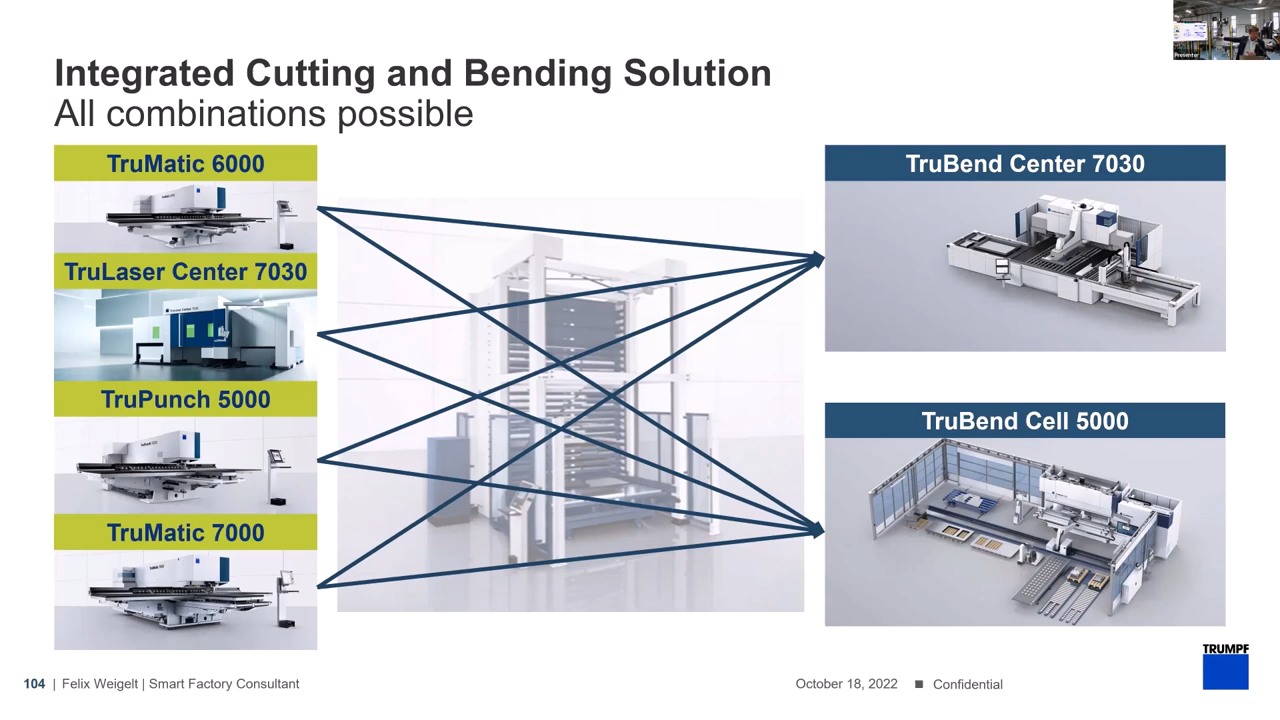 Integrated Cutting and Bending Solution
All combinations possible
TruMatic 6000
TruLaser Center 7030
TruPunch 5000
TruMatic 7000
TruBend Center 7030
TruBend Cell 5000
Presenter
104 | Felix Weigelt | Smart Factory Consultant
October 18, 2022 ■ Confidential
TRUMPF